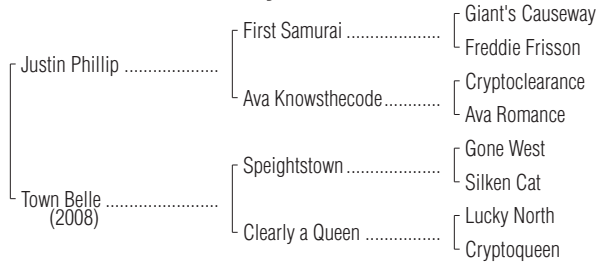 Giant's Causeway
First Samurai ....................
Freddie Frisson
Justin Phillip ....................
Cryptoclearance
Ava Knowsthecode............
Ava Romance
Gone West
Speightstown....................
Silken Cat
Town Belle .......................
(2008)
Lucky North
Clearly a Queen ................
Cryptoqueen